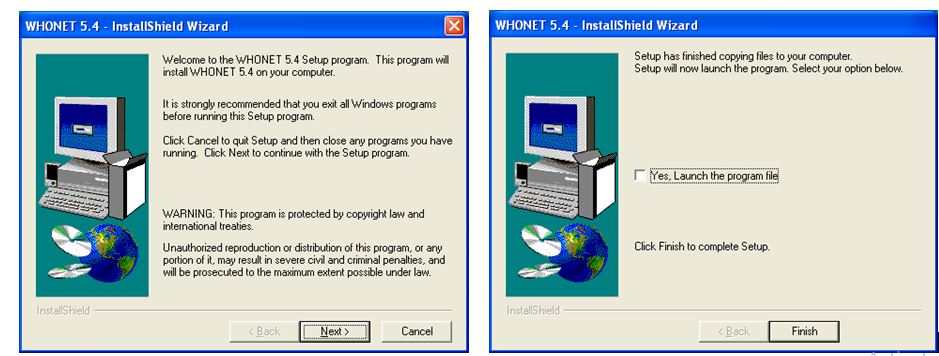 WHONET 5.4 - InstallShield Wizard
Welcome to the WHONET 5.4 Setup program. This program will
install WHONET 5.4 on your computer.
It is strongly recommended that you exit all Windows programs
before running this Setup program.
Click Cancel to quit Setup and then close any programs you have
running. Click Next to continue with the Setup program.
WARNING: This program is protected by copyright law and
international treaties.
Unauthorized reproduction or distribution of this program, or any
portion of it, may result in severe civil and criminal penalties, and
will be prosecuted to the maximum extent possible under law.
InstallShield
< Back
Next >
Cancel
WHONET 5.4 - InstallShield Wizard
Setup has finished copying files to your computer.
Setup will now launch the program. Select your option below.
Yes, Launch the program file
Click Finish to complete Setup.
InstallShield
< Back
Finish